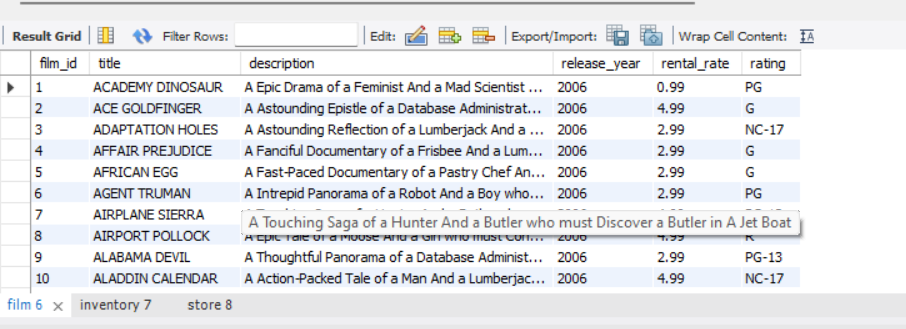 Result Grid Filter Rows: Edit: Export/Import: Wrap Cell Content:
film_id title description release_year rental_rate rating
1 ACADEMY DINOSAUR A Epic Drama of a Feminist And a Mad Scientist ... 2006 0.99 PG
2 ACE GOLDFINGER A Astounding Epistle of a Database Administrat... 2006 4.99 G
3 ADAPTATION HOLES A Astounding Reflection of a Lumberjack And a ... 2006 2.99 NC-17
4 AFFAIR PREJUDICE A Fanciful Documentary of a Frisbee And a Lum... 2006 2.99 G
5 AFRICAN EGG A Fast-Paced Documentary of a Pastry Chef An... 2006 2.99 G
6 AGENT TRUMAN A Intrepid Panorama of a Robot And a Boy who... 2006 2.99 PG
7 AIRPLANE SIERRA
A Touching Saga of a Hunter And a Butler who must Discover a Butler in A Jet Boat
8 AIRPORT POLLOCK A Epic Tale of a Moose And a Girl who must Con... 2006 4.99 R
9 ALABAMA DEVIL A Thoughtful Panorama of a Database Administ... 2006 2.99 PG-13
10 ALADDIN CALENDAR A Action-Packed Tale of a Man And a Lumberjac... 2006 4.99 NC-17
film 6 inventory 7 store 8